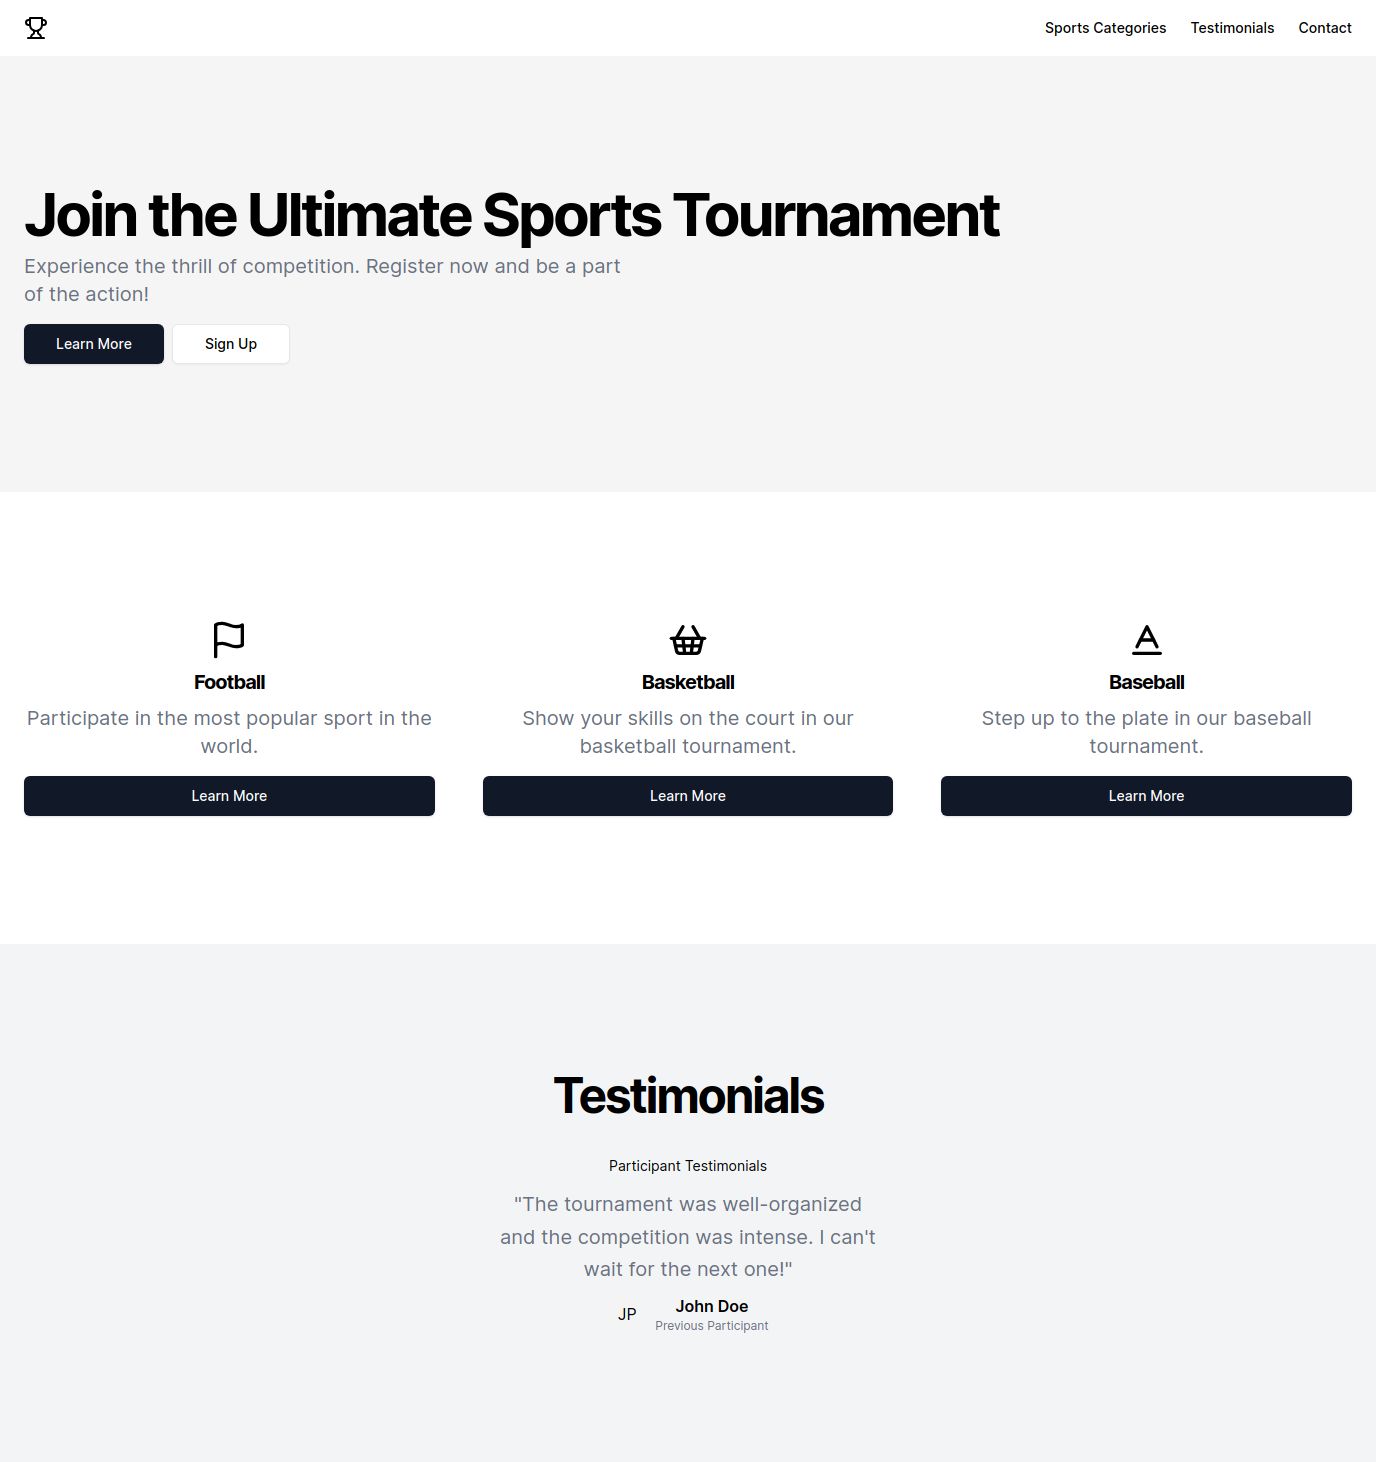 Sports Categories Testimonials Contact
Join the Ultimate Sports Tournament
Experience the thrill of competition. Register now and be a part
of the action!
Learn More Sign Up
Football
Participate in the most popular sport in the
world.
Learn More
Basketball
Show your skills on the court in our
basketball tournament.
Learn More
Baseball
Step up to the plate in our baseball
tournament.
Learn More
Testimonials
Participant Testimonials
"The tournament was well-organized
and the competition was intense. I can't
wait for the next one!"
JP
John Doe
Previous Participant